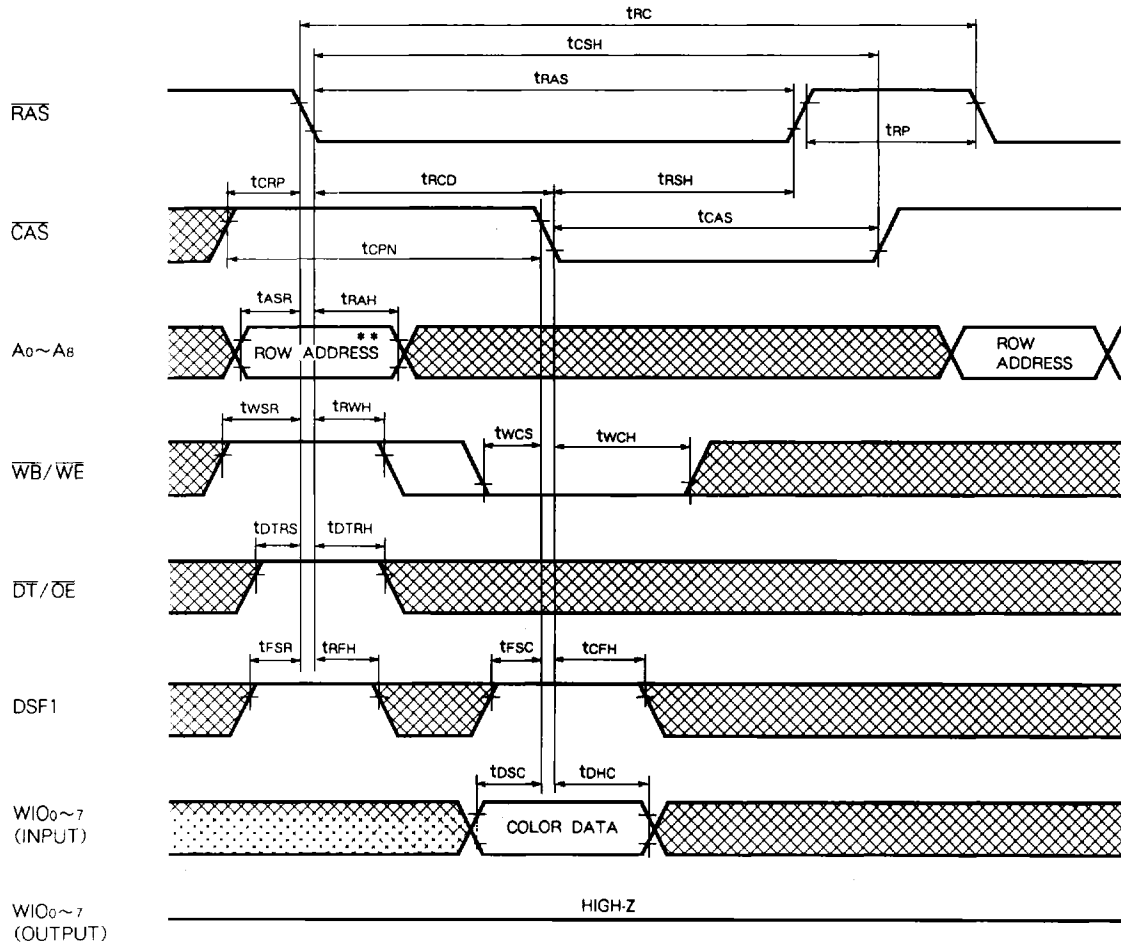 tRC
tCSH
tRAS
RAS
tRP
tCRP
tRCD
tRSH
CAS
tCAS
tCPN
tASR
tRAH
A0~A8
ROW ADDRESS**
ROW
ADDRESS
tWSR
tRWH
tWCS
tWCH
WB/WE
tDTRS
tDTRH
DT/OE
tFSR
tRFH
tFSC
tCFH
DSF1
tDSC
tDHC
WIO0~7
(INPUT)
COLOR DATA
WIO0~7
(OUTPUT)
HIGH-Z